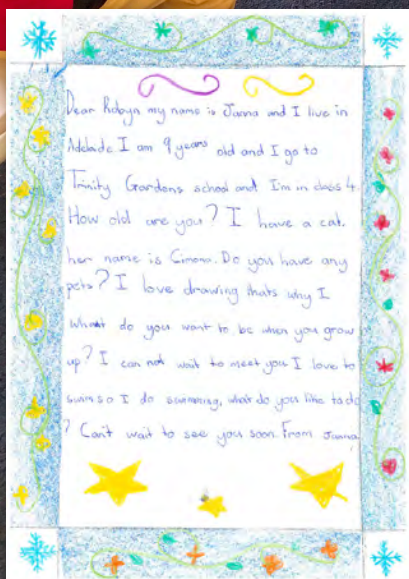 Dear Robyn my name is Janna and I live in
Adelaide I am 9 years old and I go to
Trinity Gardens school and I'm in class 4.
How old are you? I have a cat.
her name is Cimona. Do you have any
pets? I love drawing thats why I
what do you want to be when you grow
up? I can not wait to meet you I love to
swim so I do swimming, what do you like to do
? Can't wait to see you soon. From Janna